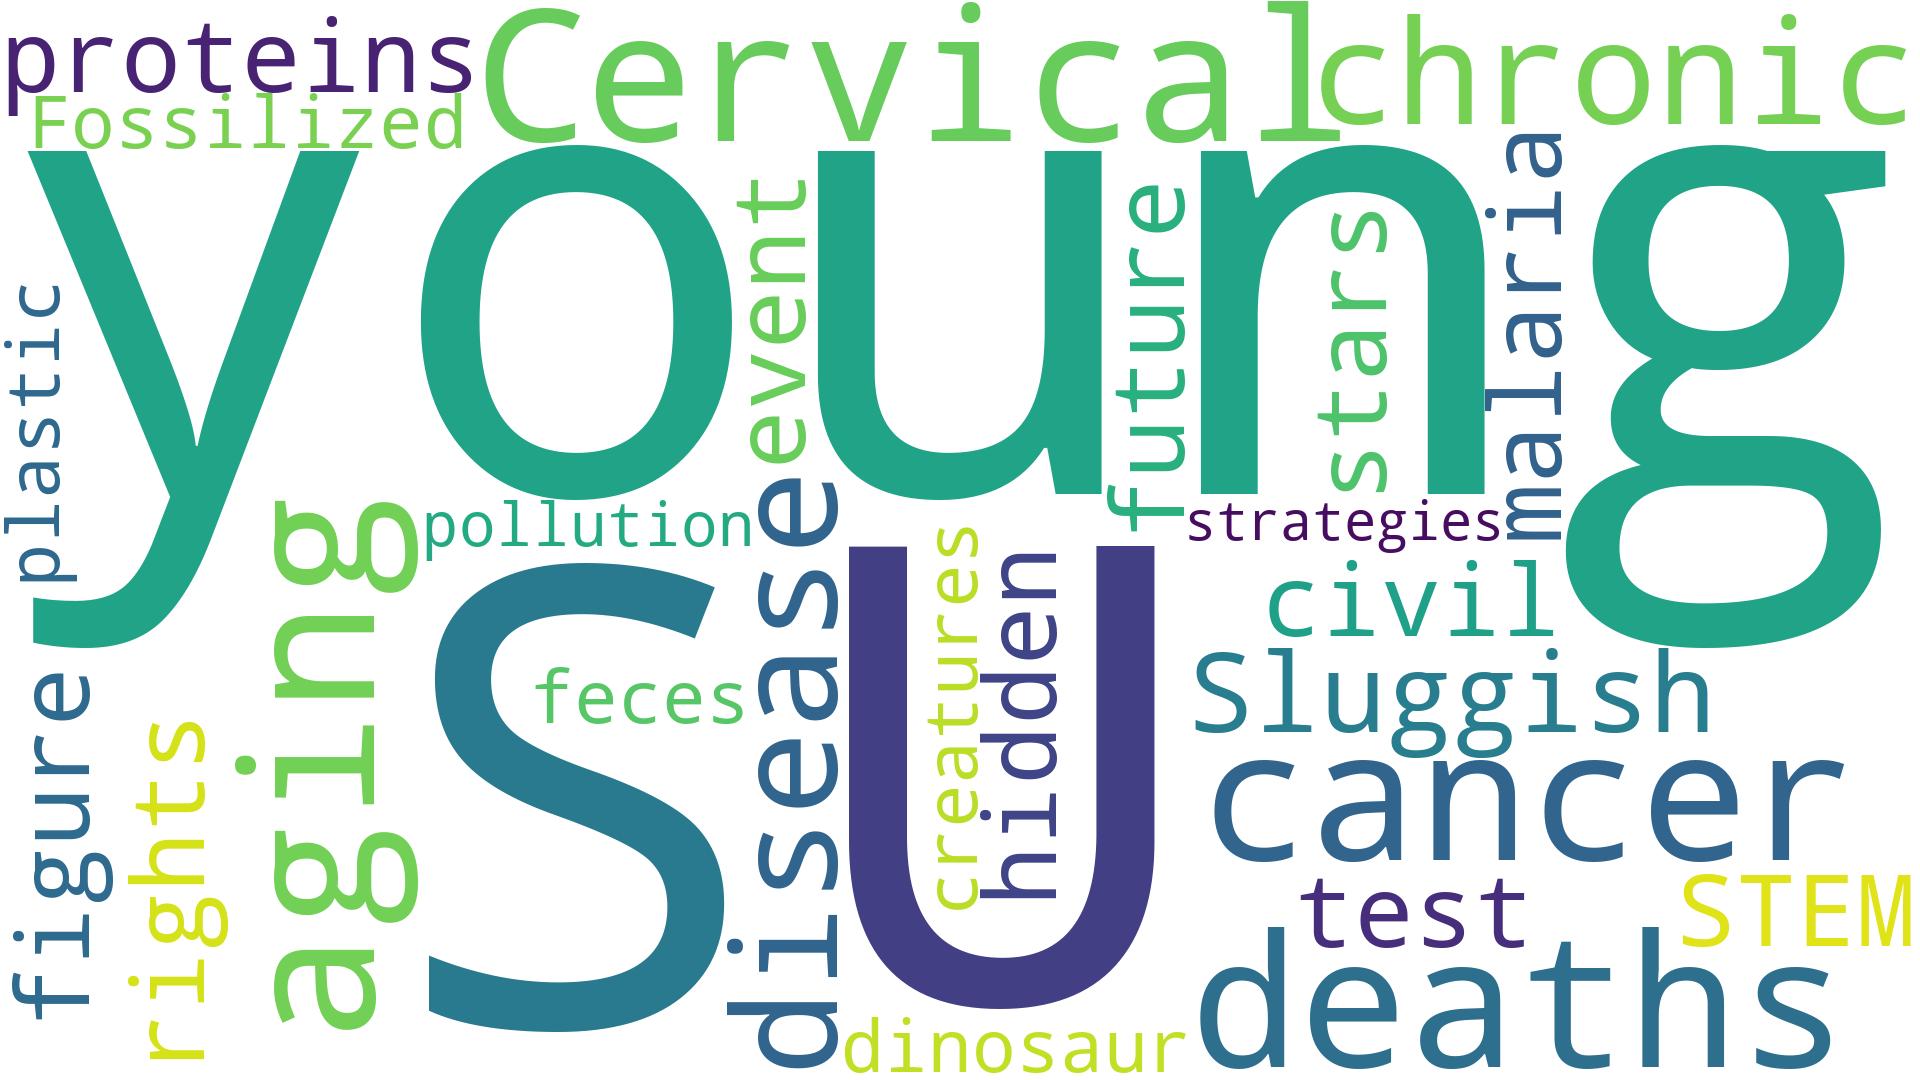 proteins
Cervical
chronic
Fossilized
young
event
future
stars
malaria
plastic
aging
pollution
disease
strategies
S
U
creatures
hidden
civil
feces
Sluggish
figure
rights
cancer
test
STEM
deaths
dinosaur